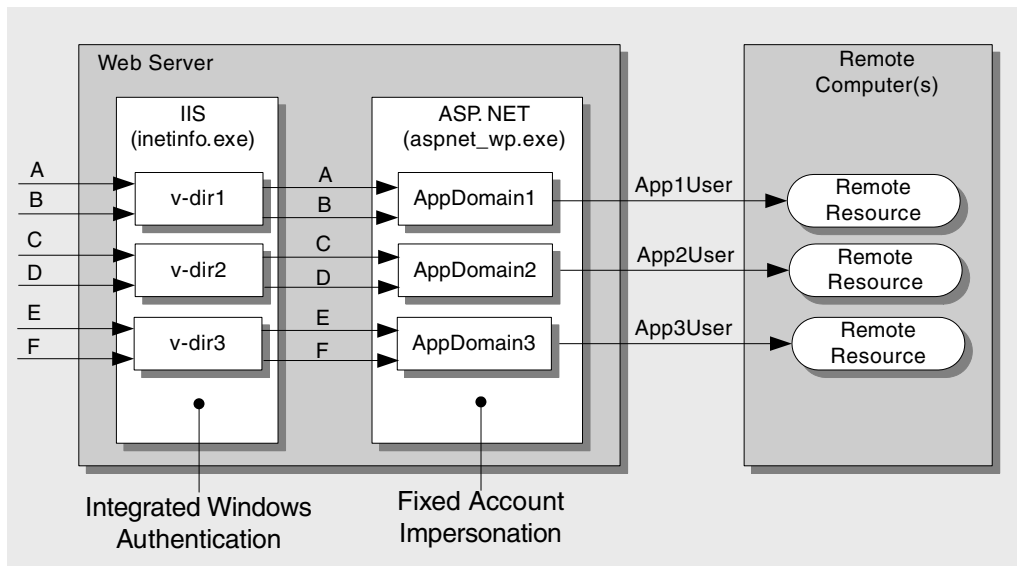 Web Server
Remote
Computer(s)
IIS
(inetinfo.exe)
ASP. NET
(aspnet_wp.exe)
A
B
v-dir1
A
B
AppDomain1
App1User
Remote
Resource
C
D
v-dir2
C
D
AppDomain2
App2User
Remote
Resource
E
F
v-dir3
E
F
AppDomain3
App3User
Remote
Resource
Integrated Windows
Authentication
Fixed Account
Impersonation